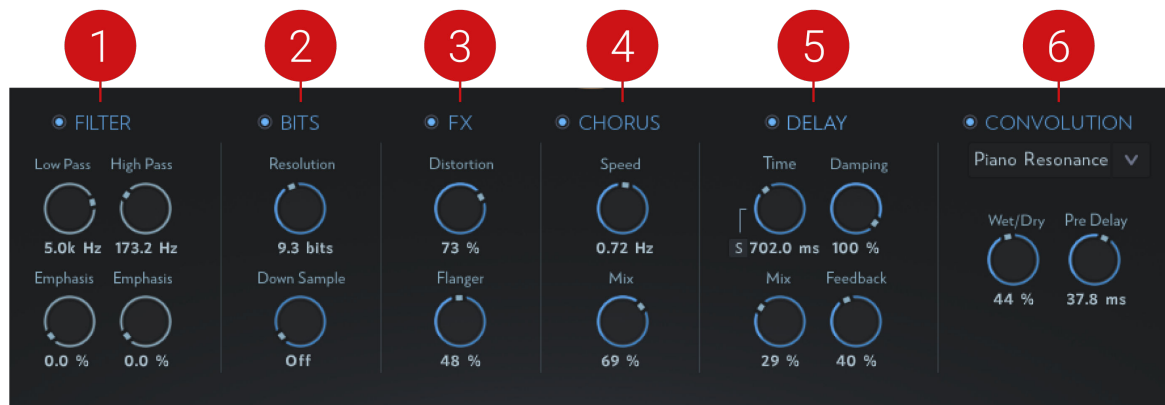 1 2 3 4 5 6
FILTER BITS FX CHORUS DELAY CONVOLUTION
Low Pass High Pass Resolution Distortion Speed Time Damping Piano Resonance
5.0k Hz 173.2 Hz 9.3 bits 73 % 0.72 Hz S 702.0 ms 100 % Wet/Dry Pre Delay
Emphasis Emphasis Down Sample Flanger Mix Mix Feedback
44 % 37.8 ms
0.0 % 0.0 % Off 48 % 69 % 29 % 40 %